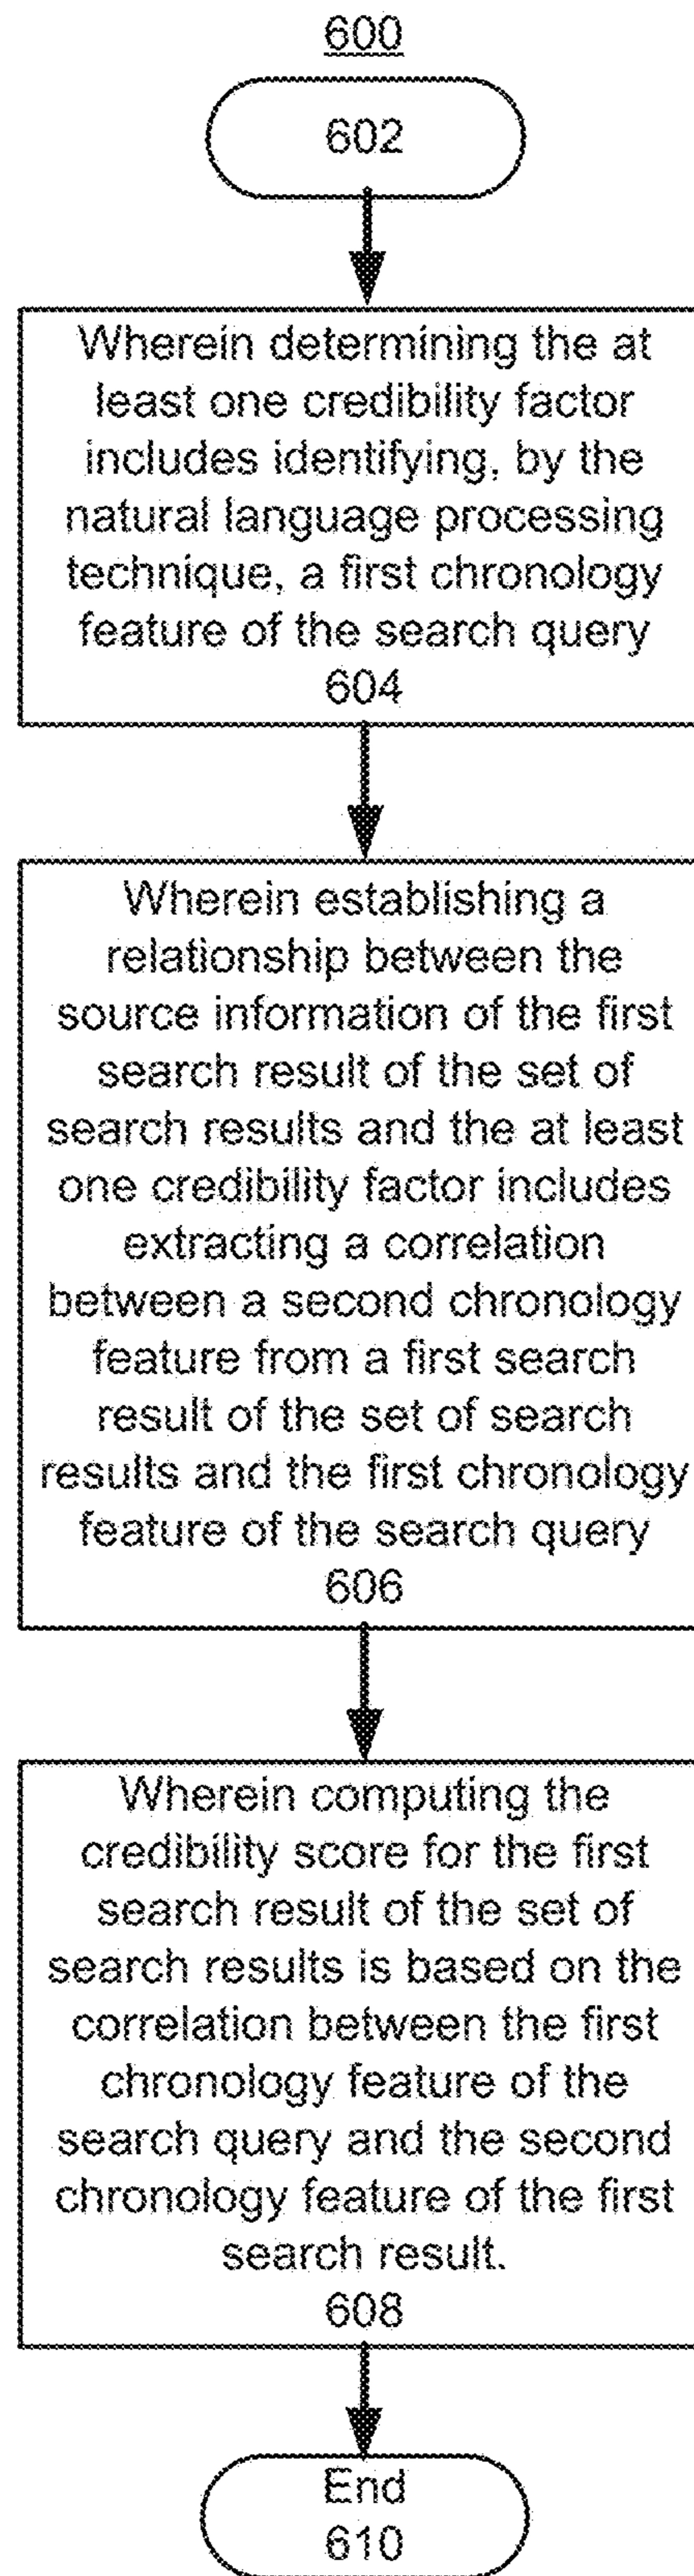 600
602
Wherein determining the at
least one credibility factor
includes identifying, by the
natural language processing
technique, a first chronology
feature of the search query
604
Wherein establishing a
relationship between the
source information of the first
search result of the set of
search results and the at least
one credibility factor includes
extracting a correlation
between a second chronology
feature from a first search
result of the set of search
results and the first chronology
feature of the search query
606
Wherein computing the
credibility score for the first
search result of the set of
search results is based on the
correlation between the first
chronology feature of the
search query and the second
chronology feature of the first
search result.
608
End
610